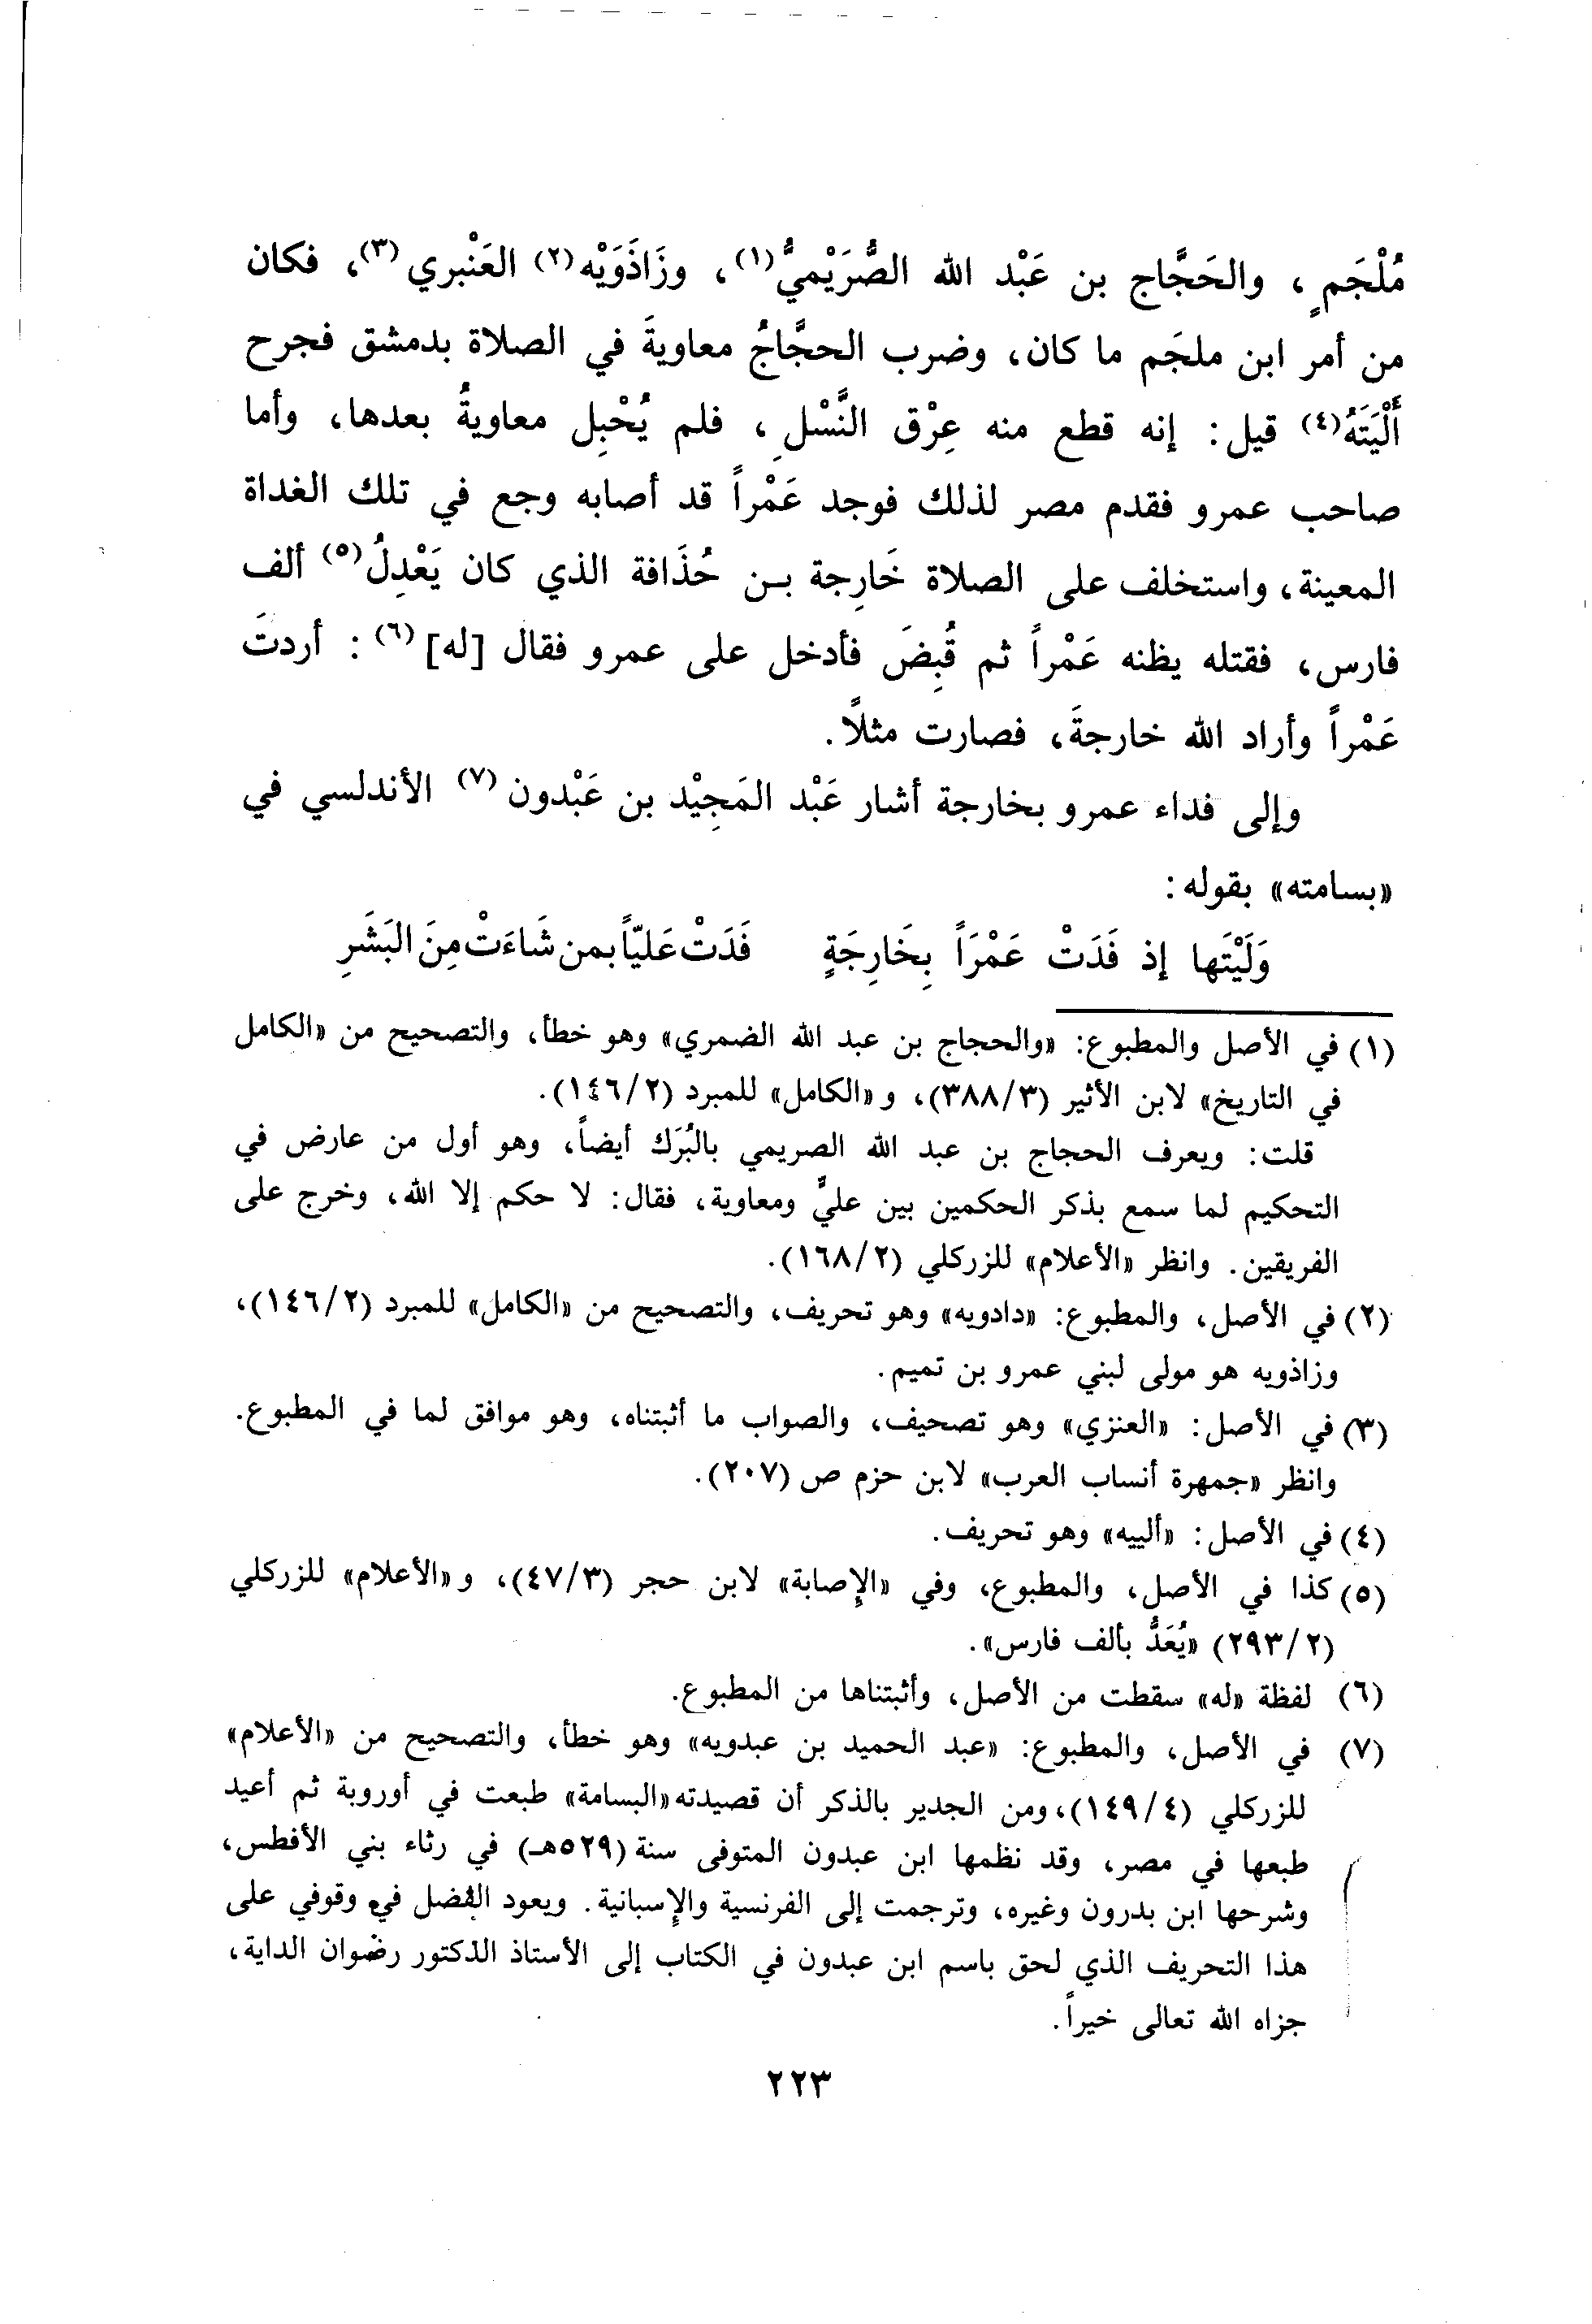 مُلْجَمٍ، والحَجَّاج بن عَبْد الله الصُّرَيْميُّ(١)، وزَاذَوَيْه(٢) العَنْبري(٣)، فكان
من أمر ابن ملجَم ما كان، وضرب الحجَّاجُ معاويةَ في الصلاة بدمشق فجرح
أَلْيَتَهُ(٤) قيل: إنه قطع منه عِرْق النَّسْلِ، فلم يُحْبِل معاويةُ بعدها، وأما
صاحب عمرو فقدم مصر لذلك فوجد عَمْراً قد أصابه وجع في تلك الغداة
المعينة، واستخلف على الصلاة خَارِجة بـن حُذَافة الذي كان يَعْدِلُ(٥) ألف
فارس، فقتله يظنه عَمْراً ثم قُبِضَ فأدخل على عمرو فقال [له](٦): أردتَ
عَمْراً وأراد الله خارجةَ، فصارت مثلاً.
وإلى فداء عمرو بخارجة أشار عَبْد المَجِيْد بن عَبْدون(٧) الأندلسي في
«بسامته» بقوله:
وَلَيْتَها إذ فَدَتْ عَمْرَاً بِخَارِجَةٍ فَدَتْ عَليّاً بمن شَاءَتْ مِنَ البَشَرِ
(١) في الأصل والمطبوع: «والحجاج بن عبد الله الضمري» وهو خطأ، والتصحيح من «الكامل
في التاريخ» لابن الأثير (٣٨٨/٣)، و«الكامل» للمبرد (١٤٦/٢).
قلت: ويعرف الحجاج بن عبد الله الصريمي بالبُرَك أيضاً، وهو أول من عارض في
التحكيم لما سمع بذكر الحكمين بين عليٍّ ومعاوية، فقال: لا حكم إلا الله، وخرج على
الفريقين. وانظر «الأعلام» للزركلي (١٦٨/٢).
(٢) في الأصل، والمطبوع: «دادويه» وهو تحريف، والتصحيح من «الكامل» للمبرد (١٤٦/٢)،
وزاذويه هو مولى لبني عمرو بن تميم.
(٣) في الأصل: «العنزي» وهو تصحيف، والصواب ما أثبتناه، وهو موافق لما في المطبوع.
وانظر «جمهرة أنساب العرب» لابن حزم ص (٢٠٧).
(٤) في الأصل: «ألييه» وهو تحريف.
(٥) كذا في الأصل، والمطبوع، وفي «الإصابة» لابن حجر (٤٧/٣)، و«الأعلام» للزركلي
(٢٩٣/٢) «يُعَدُّ بألف فارس».
(٦) لفظة «له» سقطت من الأصل، وأثبتناها من المطبوع.
(٧) في الأصل، والمطبوع: «عبد الحميد بن عبدويه» وهو خطأ، والتصحيح من «الأعلام»
للزركلي (١٤٩/٤)، ومن الجدير بالذكر أن قصيدته «البسامة» طبعت في أوروبة ثم أعيد
طبعها في مصر، وقد نظمها ابن عبدون المتوفى سنة (٥٢٩هـ) في رثاء بني الأفطس،
وشرحها ابن بدرون وغيره، وترجمت إلى الفرنسية والإسبانية. ويعود الفضل في وقوفي على
هذا التحريف الذي لحق باسم ابن عبدون في الكتاب إلى الأستاذ الدكتور رضوان الداية،
جزاه الله تعالى خيراً.
٢٢٣